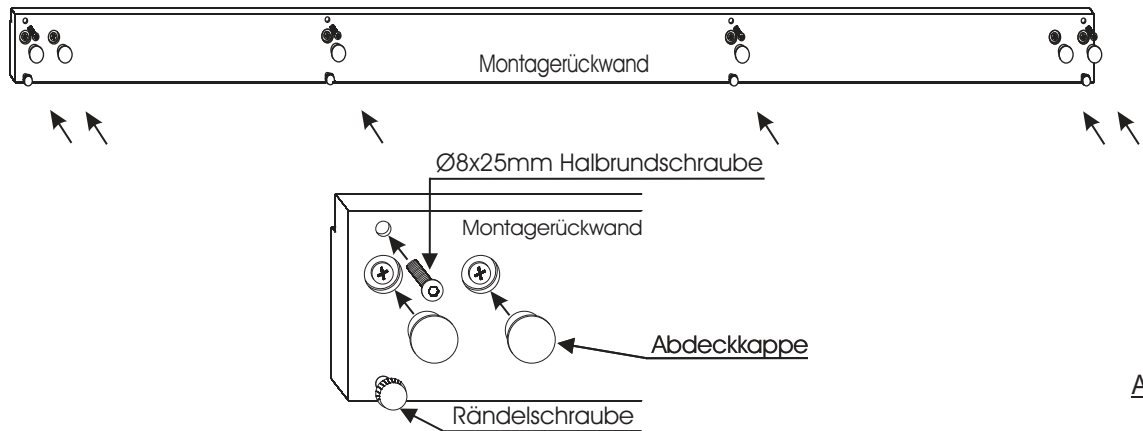 Montagerückwand
Ø8x25mm Halbrundschraube
Montagerückwand
Abdeckkappe
A
Rändelschraube